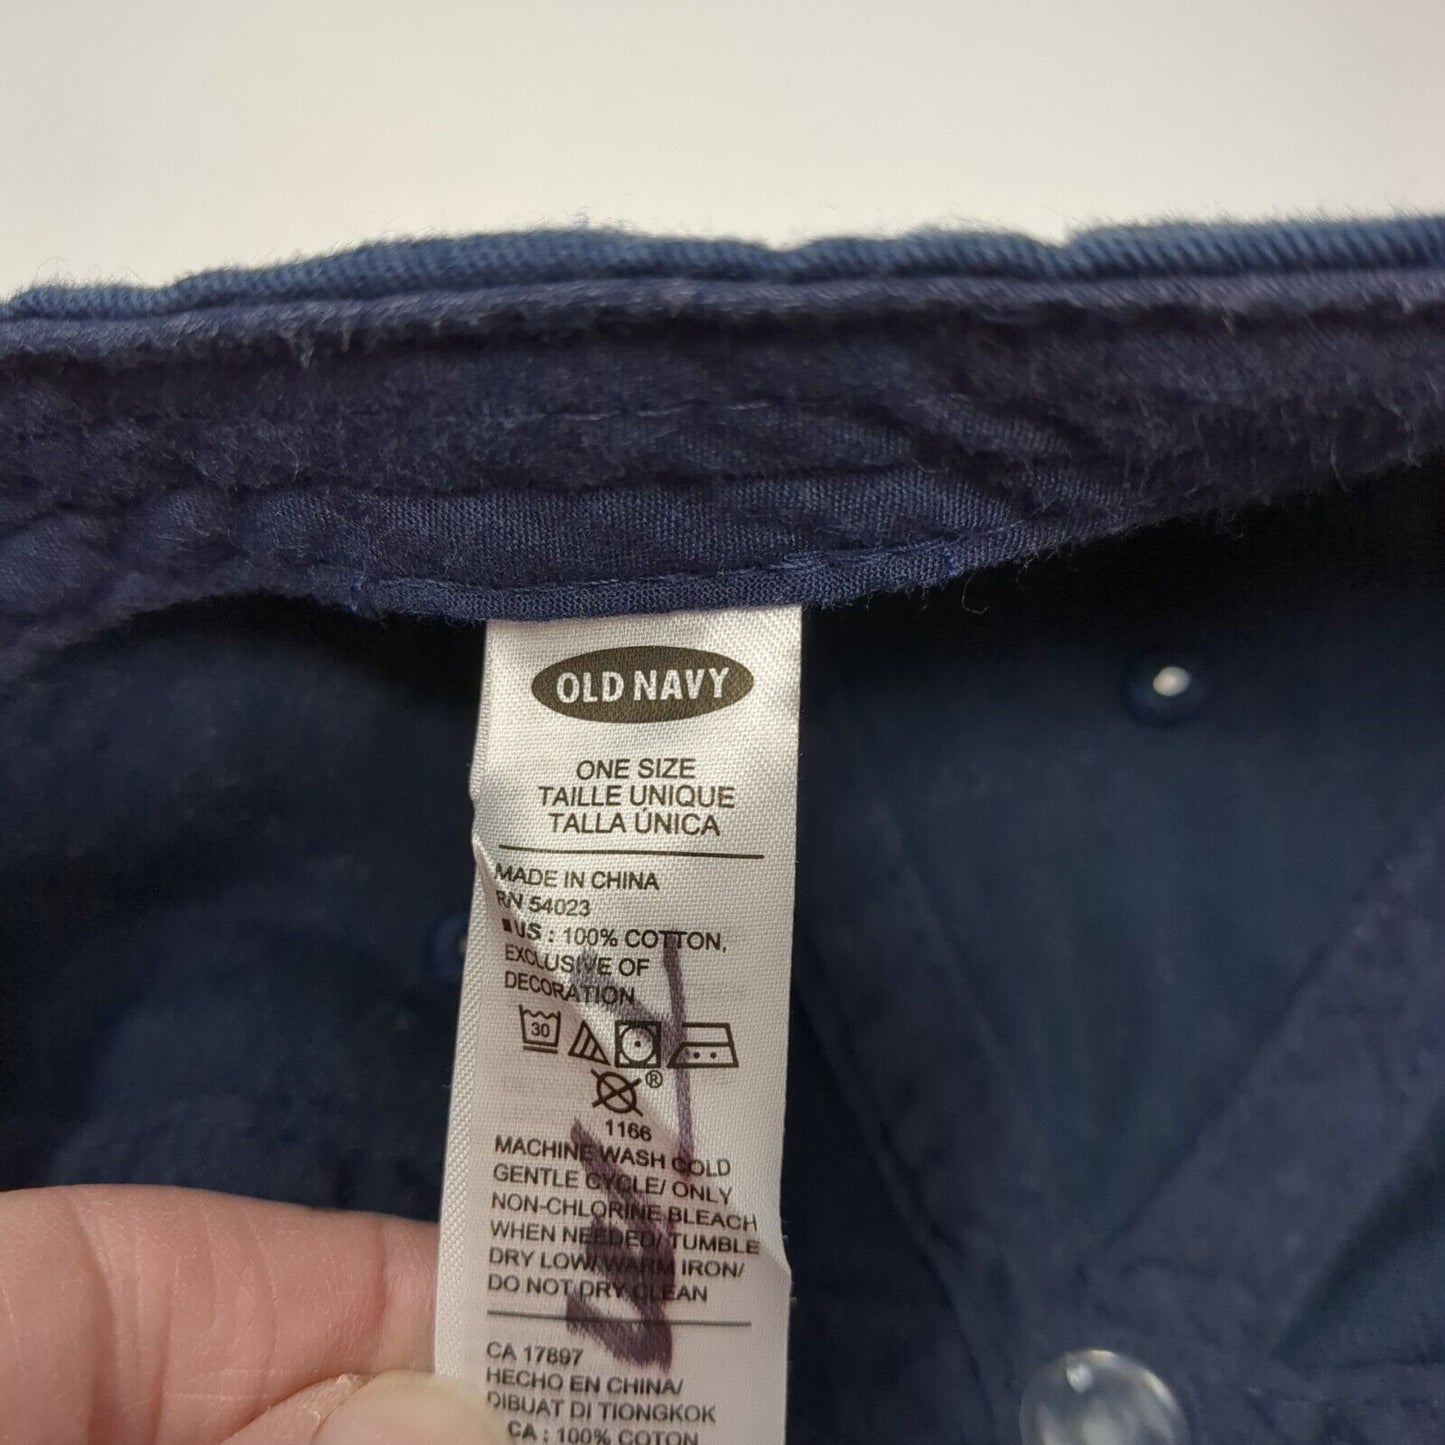 OLD NAVY
ONE SIZE
TAILLE UNIQUE
TALLA ÚNICA
MADE IN CHINA
RN 54023
US : 100% COTTON,
EXCLUSIVE OF
DECORATION
30
®
1166
MACHINE WASH COLD
GENTLE CYCLE/ ONLY
NON-CHLORINE BLEACH
WHEN NEEDED/ TUMBLE
DRY LOW/ WARM IRON/
DO NOT DRY CLEAN
CA 17897
HECHO EN CHINA/
DIBUAT DI TIONGKOK
CA : 100% COTON